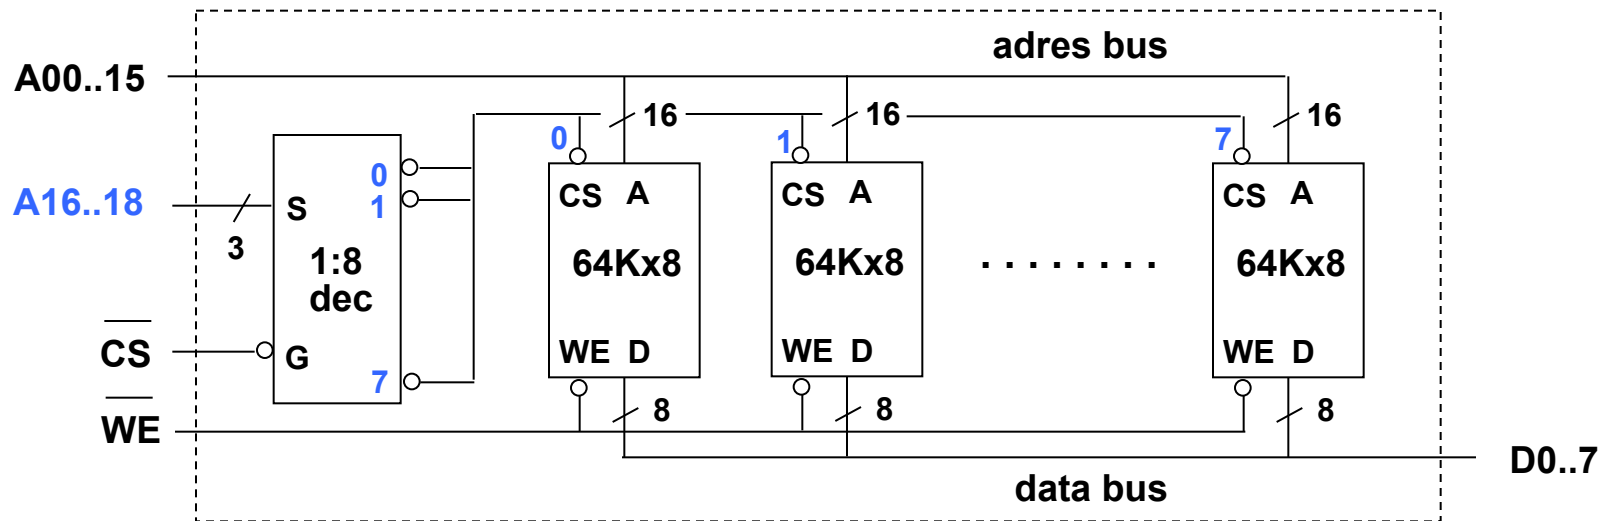 adres bus
A00..15
16
16
16
0
1
7
0
1
A16..18
3
S
1:8
dec
CS A
64Kx8
WE D
CS A
64Kx8
WE D
. . . . . . . .
CS A
64Kx8
WE D
CS
G
7
WE
8
8
8
D0..7
data bus